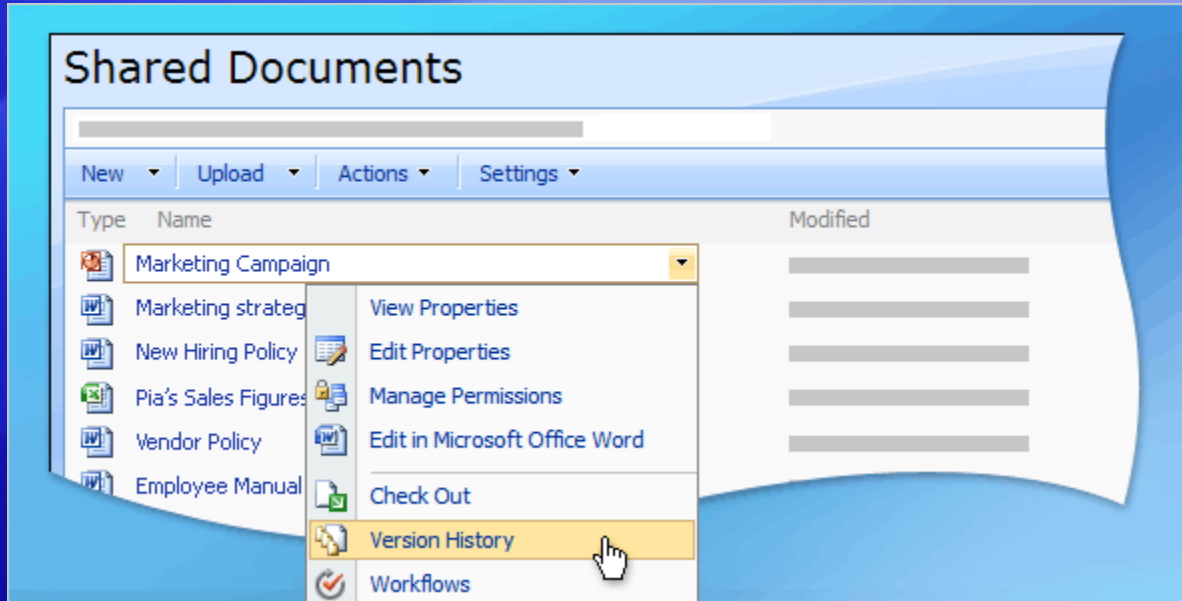 Shared Documents
New Upload Actions Settings
Type Name Modified
Marketing Campaign
Marketing strateg View Properties
New Hiring Policy Edit Properties
Pia's Sales Figures Manage Permissions
Vendor Policy Edit in Microsoft Office Word
Employee Manual Check Out
Version History
Workflows